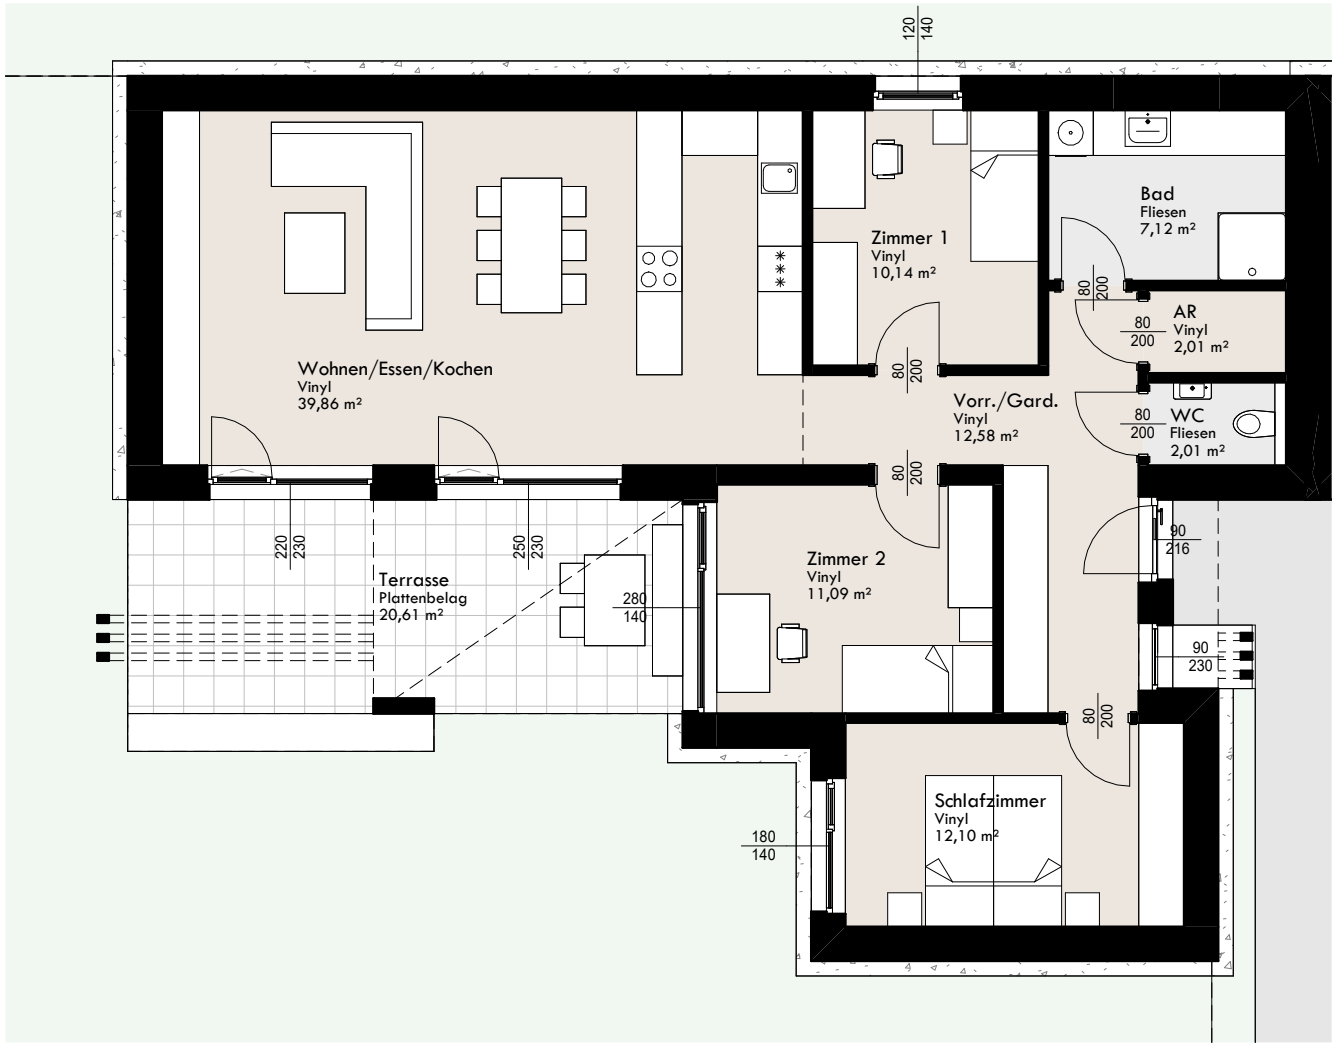 120
140
Bad
Fliesen
7,12 m²
Zimmer 1
Vinyl
10,14 m²
80
200
AR
Vinyl
2,01 m²
80
200
Wohnen/Essen/Kochen
Vinyl
39,86 m²
80
200
Vorr./Gard.
Vinyl
12,58 m²
80
200
WC
Fliesen
2,01 m²
80
200
220
230
250
230
90
216
Zimmer 2
Vinyl
11,09 m²
Terrasse
Plattenbelag
20,61 m²
280
140
90
230
80
200
Schlafzimmer
Vinyl
12,10 m²
180
140